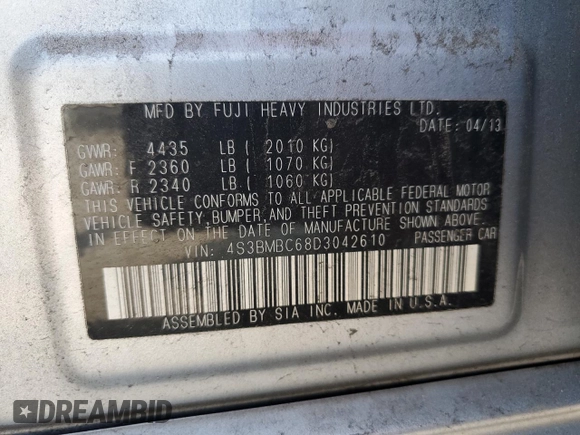 MFD BY FUJI HEAVY INDUSTRIES LTD.
DATE: 04/13
GVWR: 4435 LB ( 2010 KG)
GAWR: F 2360 LB ( 1070 KG)
GAWR: R 2340 LB ( 1060 KG)
THIS VEHICLE CONFORMS TO ALL APPLICABLE FEDERAL MOTOR
VEHICLE SAFETY, BUMPER, AND THEFT PREVENTION STANDARDS
IN EFFECT ON THE DATE OF MANUFACTURE SHOWN ABOVE.
VIN: 4S3BMBC68D3042610 PASSENGER CAR
ASSEMBLED BY SIA INC. MADE IN U.S.A.
DREAMBID